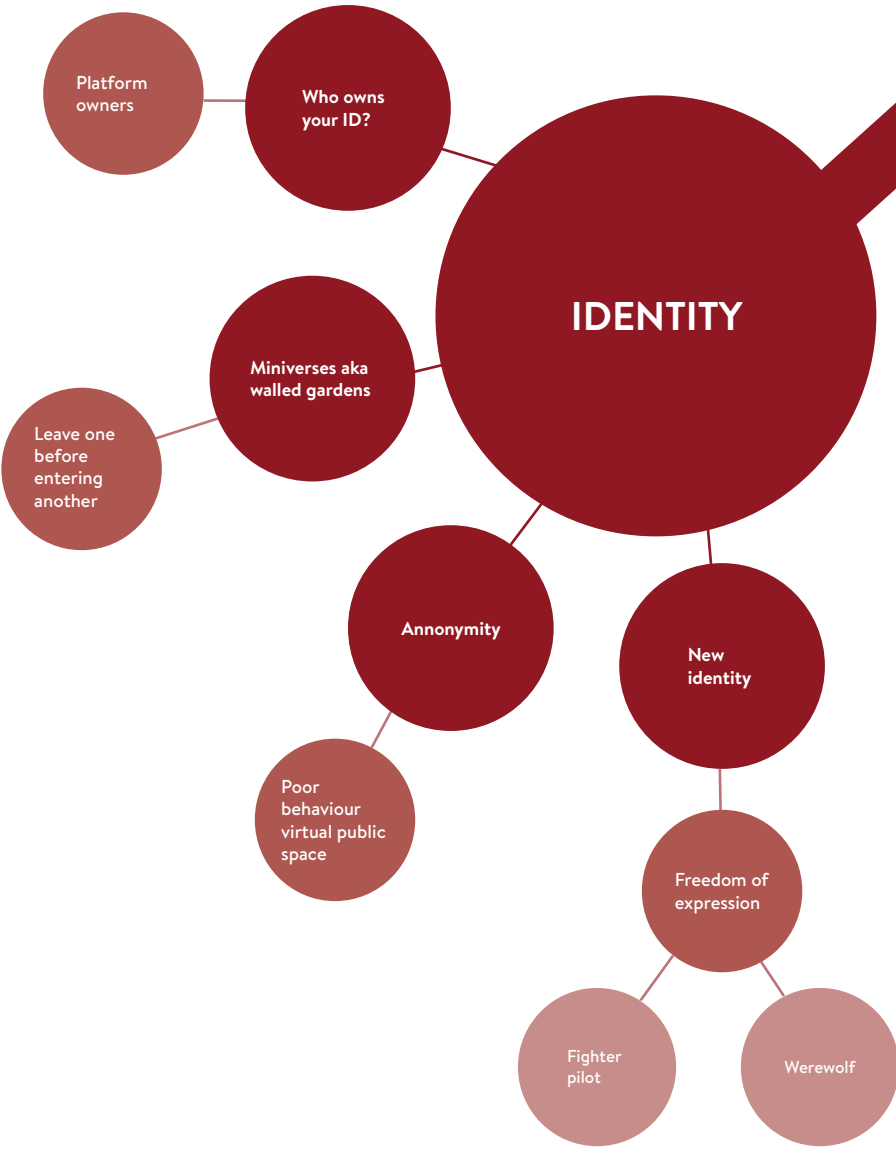 Platform
owners
Who owns
your ID?
IDENTITY
Miniverses aka
walled gardens
Leave one
before
entering
another
Annonymity
New
identity
Poor
behaviour
virtual public
space
Freedom of
expression
Fighter
pilot
Werewolf